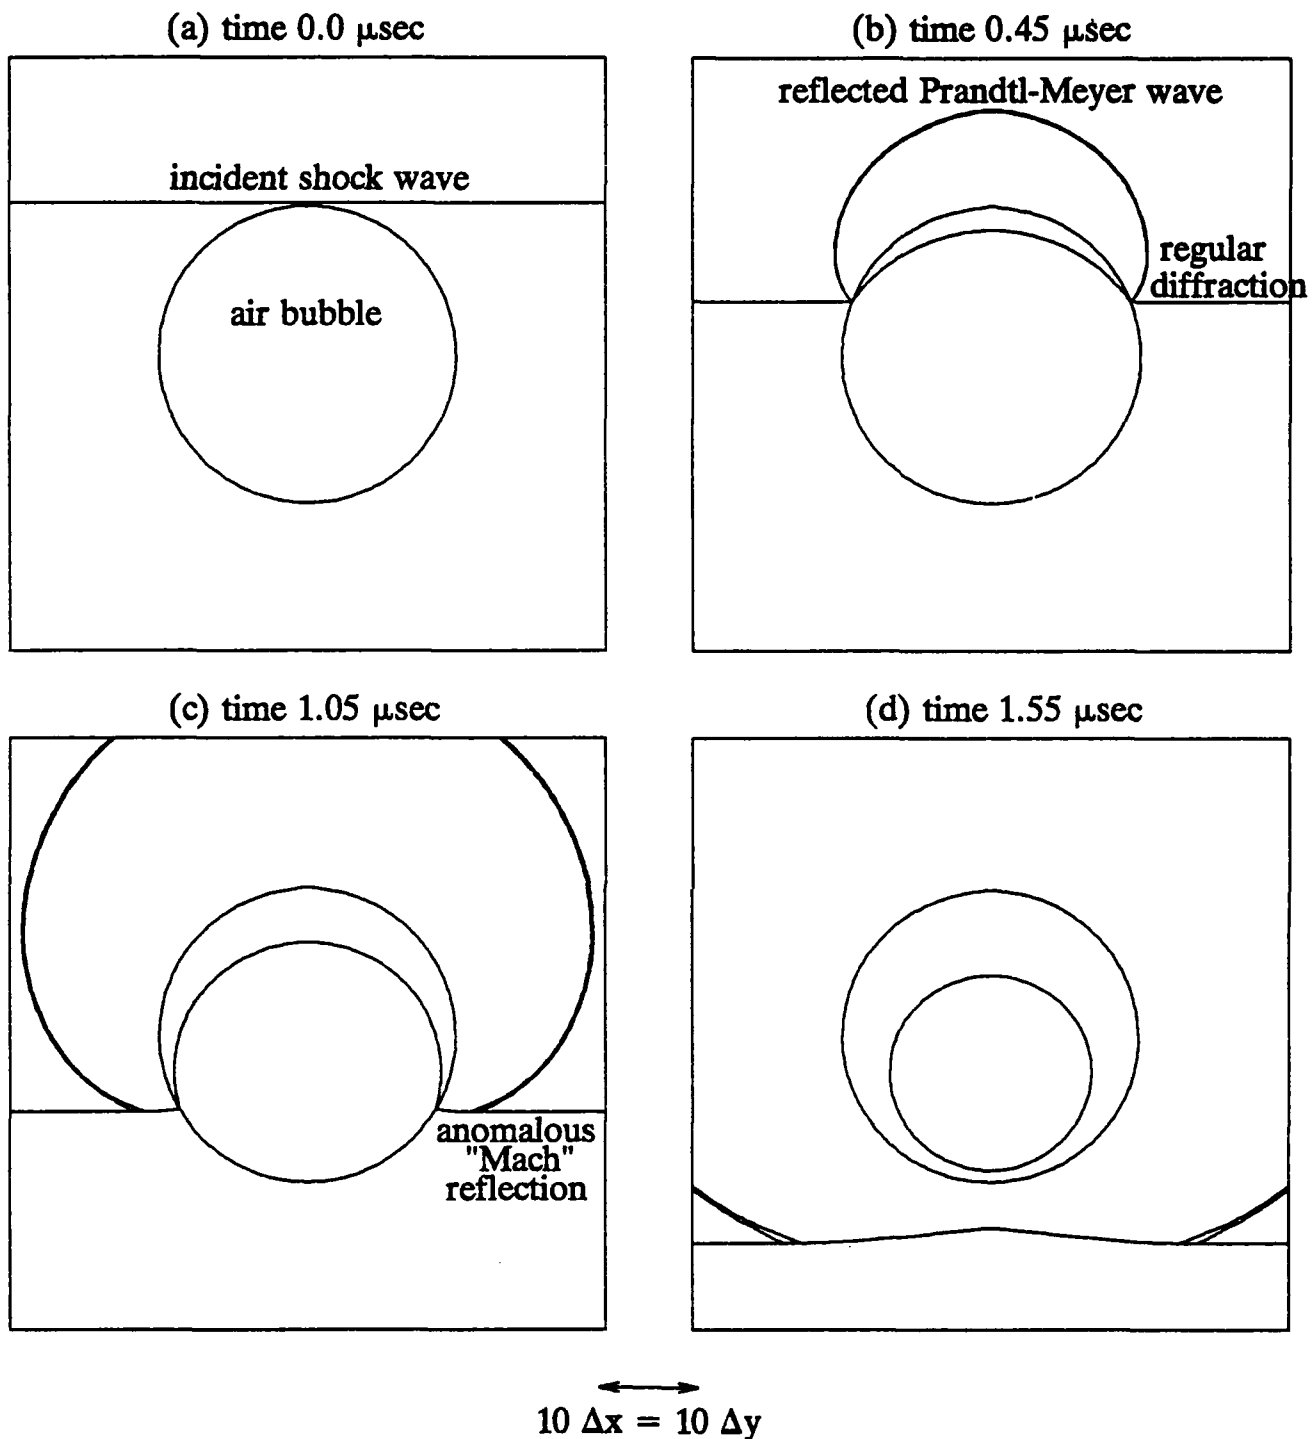 (a) time 0.0 μsec
incident shock wave
air bubble
(b) time 0.45 μsec
reflected Prandtl-Meyer wave
regular
diffraction
(c) time 1.05 μsec
anomalous
"Mach"
reflection
(d) time 1.55 μsec
10 Δx = 10 Δy